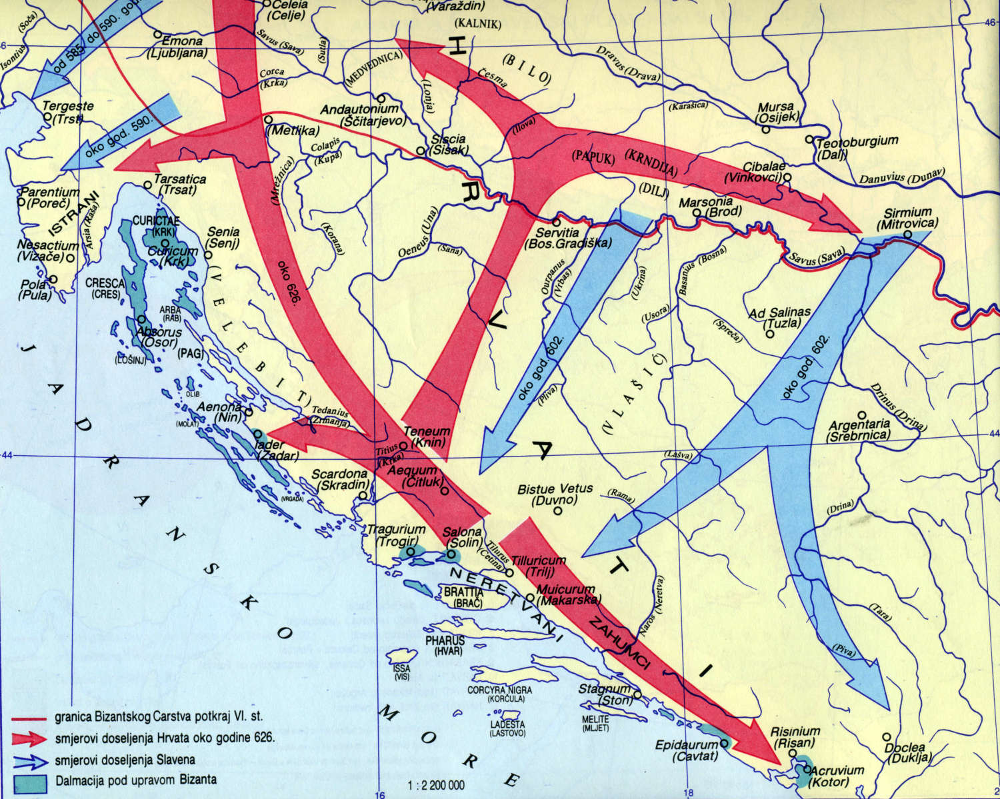 Celeia
(Celje)
(Varaždin)
(KALNIK)
46
Isontius (Soča)
od 585. do 590. god.
Emona
(Ljubljana)
Savus (Sava)
(Sutla)
(MEDVEDNICA)
Corca
(Krka)
(BILO)
Česma
Dravus (Drava)
(Karašica)
Mursa
(Osijek)
Teotoburgium
(Dalj)
Tergeste
(Trst)
oko god. 590.
Andautonium
(Ščitarjevo)
(Lonja)
(Ilova)
(Metlika)
Colapis
(Kupa)
Siscia
(Sisak)
(PAPUK)
(KRNDIJA)
(DILJ)
Cibalae
(Vinkovci)
Danuvius (Dunav)
Tarsatica
(Trsat)
Parentium
(Poreč)
ISTRANI
Arsia (Raša)
(Mrežnica)
(Korana)
Oeneus (Una)
(Sana)
Marsonia
(Brod)
Sirmium
(Mitrovica)
CURICTAE
(KRK)
Curicum
(Krk)
Senia
(Senj)
Nesactium
(Vizače)
Pola
(Pula)
CRESCA
(CRES)
Servitia
(Bos.Gradiška)
Savus (Sava)
oko 626.
Ourpanus
(Vrbas)
(Ukrina)
Basanius (Bosna)
(Usora)
(Spreča)
Ad Salinas
(Tuzla)
ARBA
(RAB)
Absorus
(Osor)
(LOŠINJ)
(PAG)
(VELEBIT)
oko god. 602.
oko god. 602.
(VLAŠIĆ)
(Pliva)
Drinus (Drina)
OLIB
(MOLAT)
Aenona
(Nin)
Tedanius
(Zrmanja)
Iader
(Zadar)
Teneum
(Knin)
Titius
(Krka)
Argentaria
(Srebrnica)
44
44
(Lašva)
Aequum
(Čitluk)
Scardona
(Skradin)
(VRGADA)
Bistue Vetus
(Duvno)
(Rama)
(Drina)
Tragurium
(Trogir)
Salona
(Solin)
Tilurus
(Cetina)
Tilluricum
(Trilj)
NERETVANI
BRATTIA
(BRAČ)
Muicurum
(Makarska)
Naros (Neretva)
(Tara)
ZAHUMCI
PHARUS
(HVAR)
(Piva)
ISSA
(VIS)
CORCYRA NIGRA
(KORČULA)
Stagnum
(Ston)
LADESTA
(LASTOVO)
MELITE
(MLJET)
Epidaurum
(Cavtat)
Risinium
(Risan)
Acruvium
(Kotor)
Doclea
(Duklja)
HRVATI
JADRANSKO MORE
granica Bizantskog Carstva potkraj VI. st.
smjerovi doseljenja Hrvata oko godine 626.
smjerovi doseljenja Slavena
Dalmacija pod upravom Bizanta
16
1 : 2 200 000
18